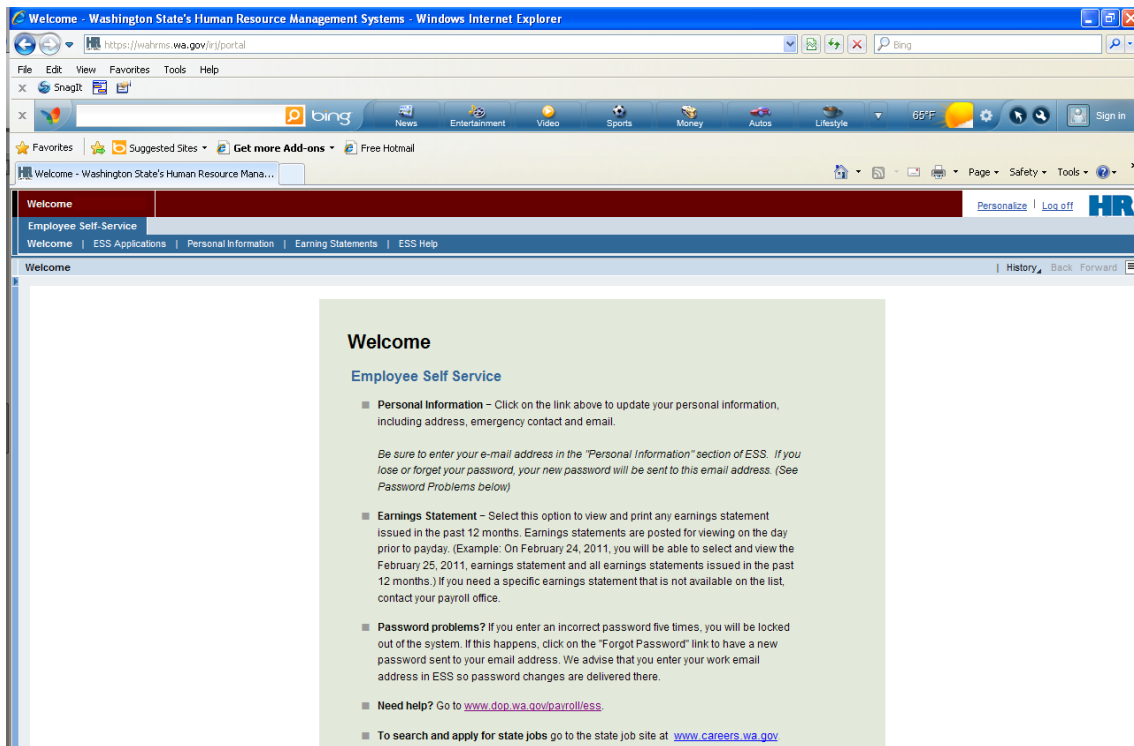 Welcome - Washington State's Human Resource Management Systems - Windows Internet Explorer
https://wahrms.wa.gov/irj/portal
Bing
File Edit View Favorites Tools Help
x SnagIt
x bing News Entertainment Video Sports Money Autos Lifestyle 65°F Sign in
Favorites Suggested Sites Get more Add-ons Free Hotmail
Welcome - Washington State's Human Resource Mana...
Page Safety Tools
Welcome Personalize | Log off HR
Employee Self-Service
Welcome | ESS Applications | Personal Information | Earning Statements | ESS Help
Welcome | History Back Forward
Welcome
Employee Self Service
Personal Information – Click on the link above to update your personal information,
including address, emergency contact and email.
Be sure to enter your e-mail address in the "Personal Information" section of ESS. If you
lose or forget your password, your new password will be sent to this email address. (See
Password Problems below)
Earnings Statement – Select this option to view and print any earnings statement
issued in the past 12 months. Earnings statements are posted for viewing on the day
prior to payday. (Example: On February 24, 2011, you will be able to select and view the
February 25, 2011, earnings statement and all earnings statements issued in the past
12 months.) If you need a specific earnings statement that is not available on the list,
contact your payroll office.
Password problems? If you enter an incorrect password five times, you will be locked
out of the system. If this happens, click on the "Forgot Password" link to have a new
password sent to your email address. We advise that you enter your work email
address in ESS so password changes are delivered there.
Need help? Go to www.dop.wa.gov/payroll/ess.
To search and apply for state jobs go to the state job site at www.careers.wa.gov